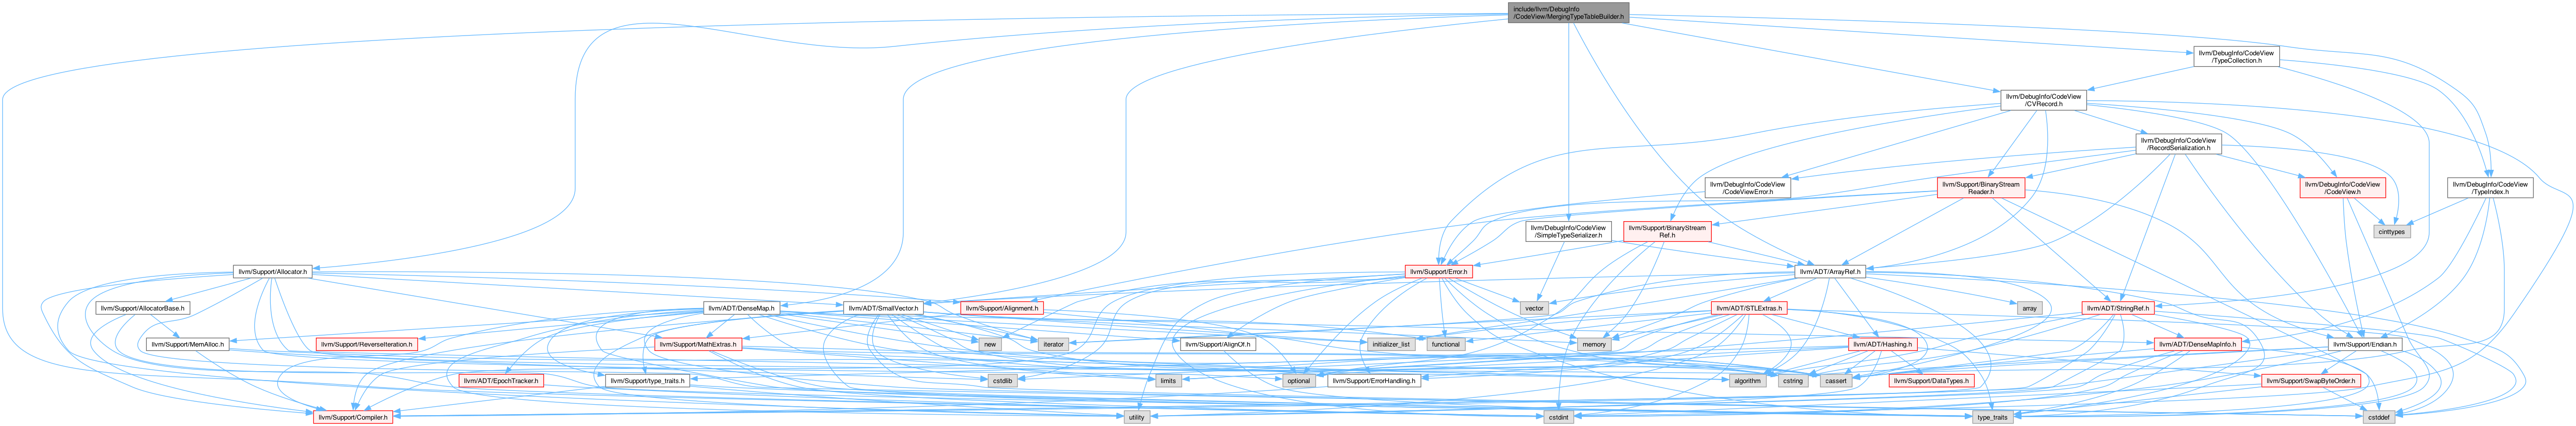 include/llvm/DebugInfo
/CodeView/MergingTypeTableBuilder.h
llvm/DebugInfo/CodeView
/TypeCollection.h
llvm/DebugInfo/CodeView
/CVRecord.h
llvm/DebugInfo/CodeView
/RecordSerialization.h
llvm/DebugInfo/CodeView
/CodeViewError.h
llvm/Support/BinaryStream
Reader.h
llvm/DebugInfo/CodeView
/CodeView.h
llvm/DebugInfo/CodeView
/TypeIndex.h
llvm/DebugInfo/CodeView
/SimpleTypeSerializer.h
llvm/Support/BinaryStream
Ref.h
cinttypes
llvm/Support/Allocator.h
llvm/Support/Error.h
llvm/ADT/ArrayRef.h
llvm/Support/AllocatorBase.h
llvm/ADT/DenseMap.h
llvm/ADT/SmallVector.h
llvm/Support/Alignment.h
vector
llvm/ADT/STLExtras.h
array
llvm/ADT/StringRef.h
llvm/Support/MemAlloc.h
llvm/Support/ReverseIteration.h
llvm/Support/MathExtras.h
new
iterator
llvm/Support/AlignOf.h
initializer_list
functional
memory
llvm/ADT/Hashing.h
llvm/ADT/DenseMapInfo.h
llvm/Support/Endian.h
llvm/ADT/EpochTracker.h
llvm/Support/type_traits.h
cstdlib
limits
optional
llvm/Support/ErrorHandling.h
algorithm
cstring
cassert
llvm/Support/DataTypes.h
llvm/Support/SwapByteOrder.h
llvm/Support/Compiler.h
utility
cstdint
type_traits
cstddef